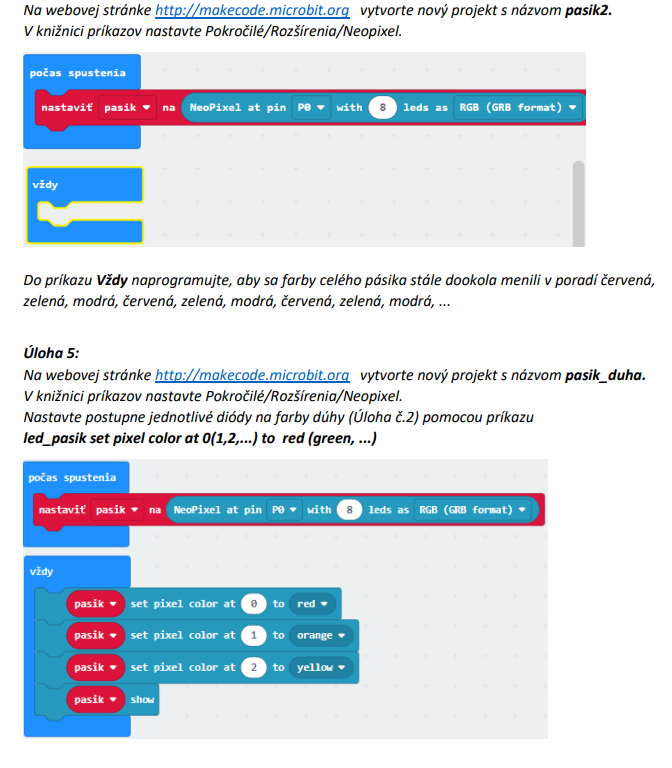 Na webovej stránke http://makecode.microbit.org vytvorte nový projekt s názvom pasik2.
V knižnici príkazov nastavte Pokročilé/Rozšírenia/Neopixel.
počas spustenia
nastaviť pasik na NeoPixel at pin P0 with 8 leds as RGB (GRB format)
vždy
Do príkazu Vždy naprogramujte, aby sa farby celého pásika stále dookola menili v poradí červená,
zelená, modrá, červená, zelená, modrá, červená, zelená, modrá, ...
Úloha 5:
Na webovej stránke http://makecode.microbit.org vytvorte nový projekt s názvom pasik_duha.
V knižnici príkazov nastavte Pokročilé/Rozšírenia/Neopixel.
Nastavte postupne jednotlivé diódy na farby dúhy (Úloha č.2) pomocou príkazu
led_pasik set pixel color at 0(1,2,...) to red (green, ...)
počas spustenia
nastaviť pasik na NeoPixel at pin P0 with 8 leds as RGB (GRB format)
vždy
pasik set pixel color at 0 to red
pasik set pixel color at 1 to orange
pasik set pixel color at 2 to yellow
pasik show